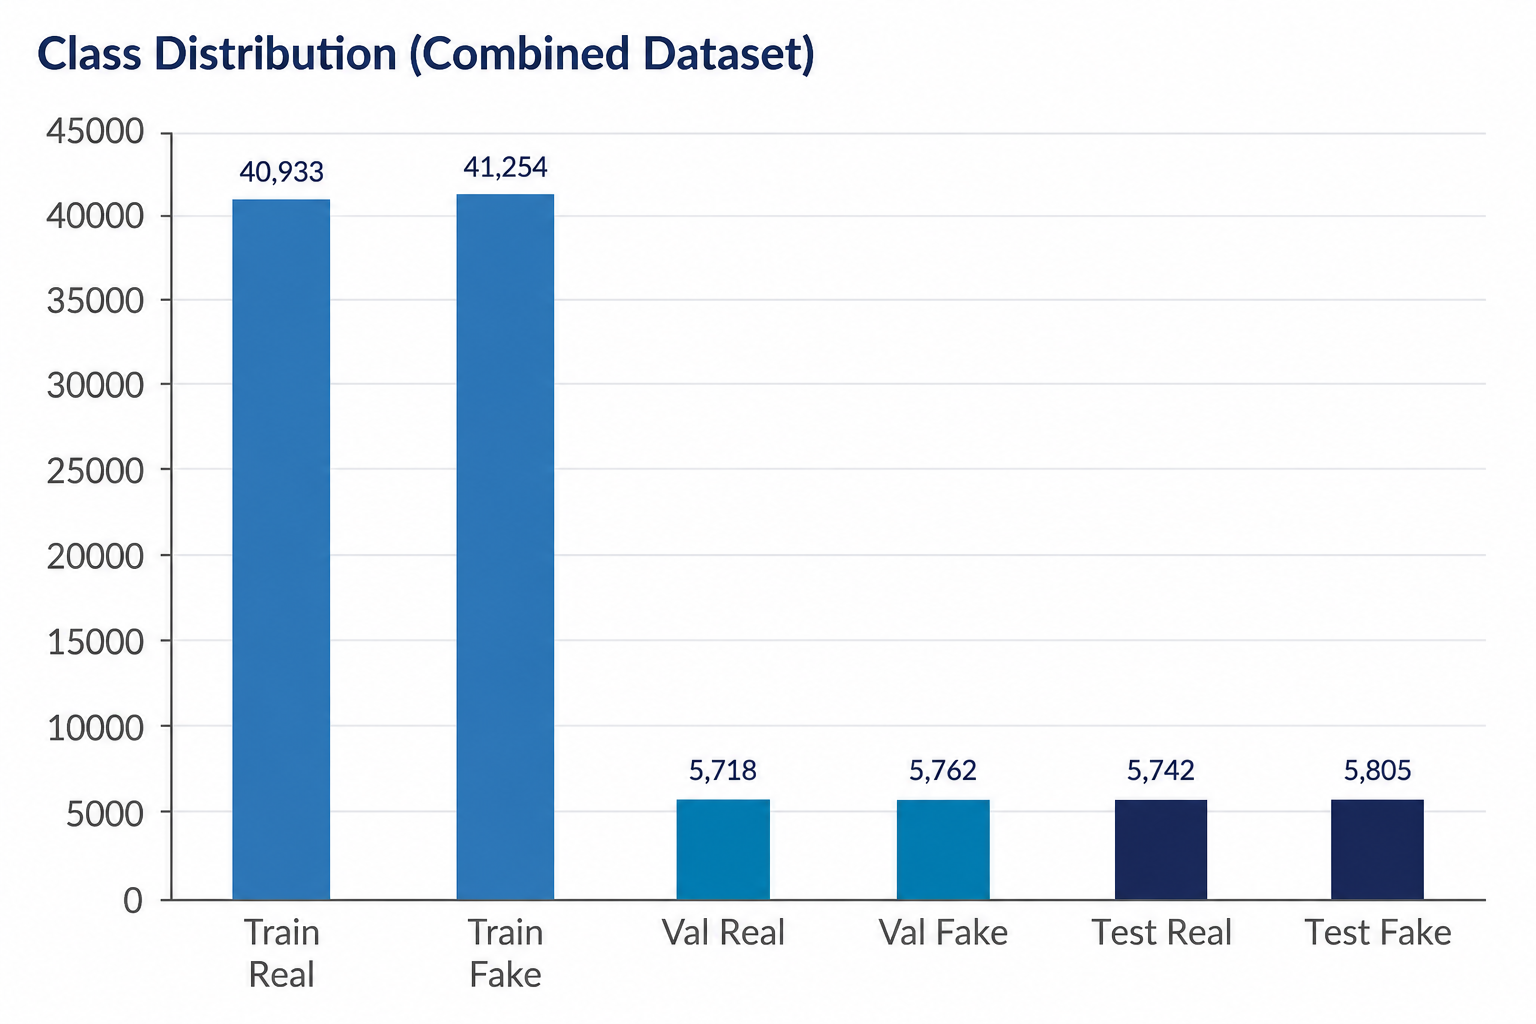 Class Distribution (Combined Dataset)
45000
40,933
41,254
40000
35000
30000
25000
20000
15000
10000
5,718
5,762
5,742
5,805
5000
0
Train Real
Train Fake
Val Real
Val Fake
Test Real
Test Fake